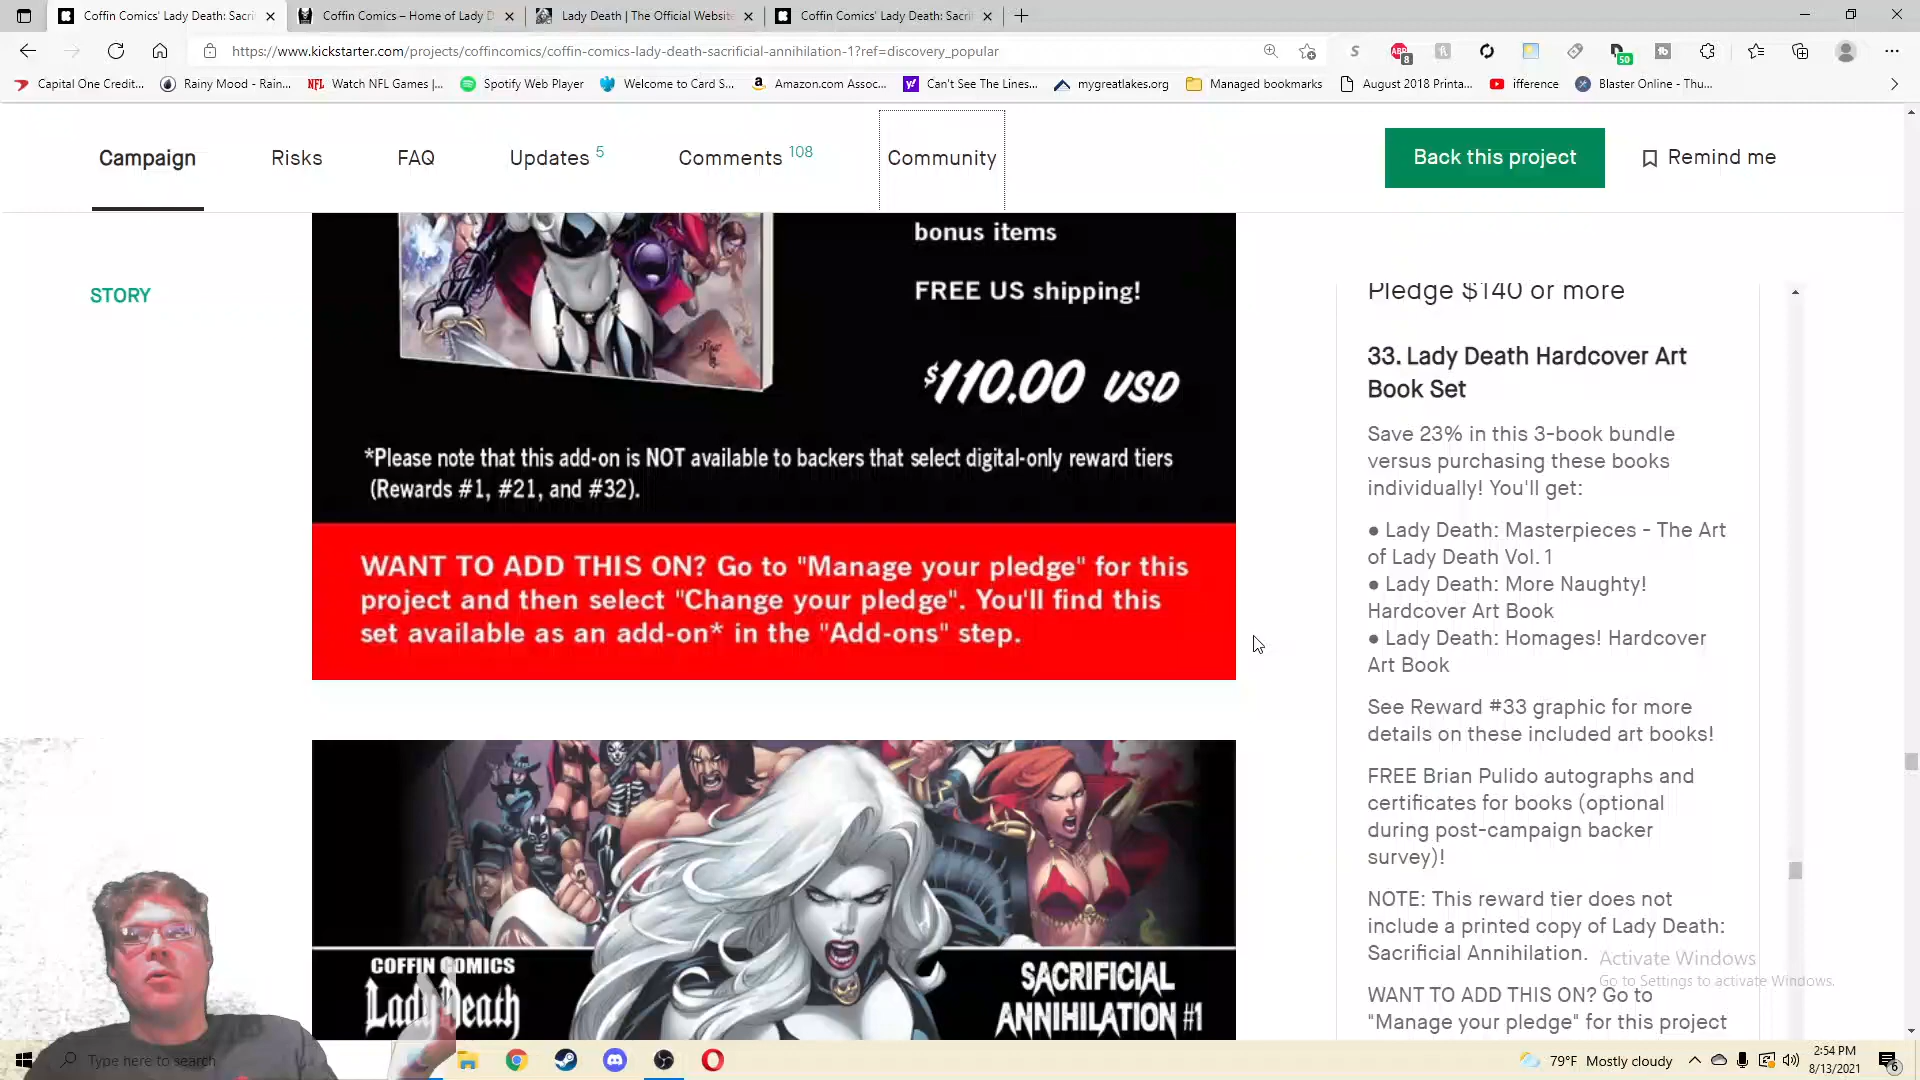 Coffin Comics' Lady Death: Sacri
Coffin Comics – Home of Lady D
Lady Death | The Official Website
Coffin Comics' Lady Death: Sacri
https://www.kickstarter.com/projects/coffincomics/coffin-comics-lady-death-sacrificial-annihilation-1?ref=discovery_popular
ABP
8
50
Capital One Credit...
Rainy Mood - Rain...
NFL
Watch NFL Games |...
Spotify Web Player
Welcome to Card S...
Amazon.com Assoc...
Can't See The Lines...
mygreatlakes.org
Managed bookmarks
August 2018 Printa...
ifference
Blaster Online - Thu...
Campaign
Risks
FAQ
Updates 5
Comments 108
Community
Back this project
Remind me
STORY
bonus items
FREE US shipping!
$110.00 USD
*Please note that this add-on is NOT available to backers that select digital-only reward tiers
(Rewards #1, #21, and #32).
WANT TO ADD THIS ON? Go to "Manage your pledge" for this
project and then select "Change your pledge". You'll find this
set available as an add-on* in the "Add-ons" step.
COFFIN COMICS
Lady Death
SACRIFICIAL
ANNIHILATION #1
Pledge $140 or more
33. Lady Death Hardcover Art
Book Set
Save 23% in this 3-book bundle
versus purchasing these books
individually! You'll get:
● Lady Death: Masterpieces - The Art
of Lady Death Vol. 1
● Lady Death: More Naughty!
Hardcover Art Book
● Lady Death: Homages! Hardcover
Art Book
See Reward #33 graphic for more
details on these included art books!
FREE Brian Pulido autographs and
certificates for books (optional
during post-campaign backer
survey)!
NOTE: This reward tier does not
include a printed copy of Lady Death:
Sacrificial Annihilation.
WANT TO ADD THIS ON? Go to
"Manage your pledge" for this project
Activate Windows
Go to Settings to activate Windows.
Type here to search
79°F Mostly cloudy
2:54 PM
8/13/2021
6